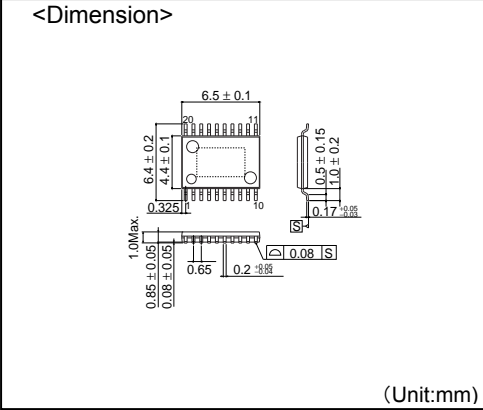 <Dimension>
6.5 ± 0.1
20
11
6.4 ± 0.2
4.4 ± 0.1
0.5 ± 0.15
1.0 ± 0.2
0.325
1
10
0.17 +0.05 −0.03
S
1.0Max.
0.85 ± 0.05
0.08 ± 0.05
0.65
0.2 +0.05 −0.04
0.08 S
(Unit:mm)